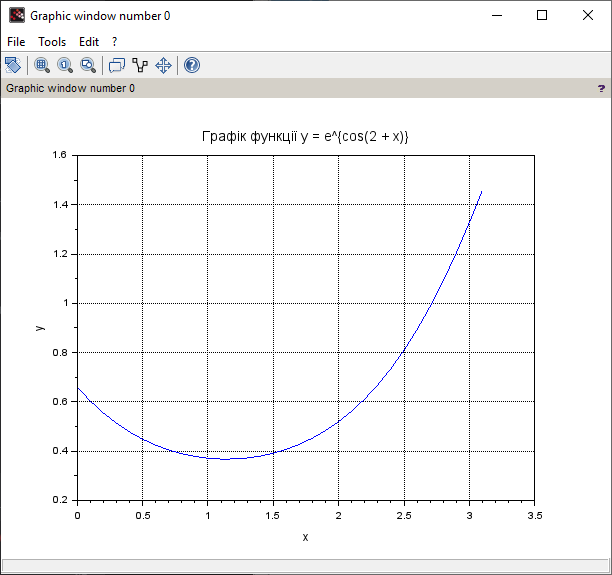 Graphic window number 0
File Tools Edit ?
Graphic window number 0 ?
Графік функції y = e^{cos(2 + x)}
1.6
1.4
1.2
1
0.8
0.6
0.4
0.2
y
0 0.5 1 1.5 2 2.5 3 3.5
x